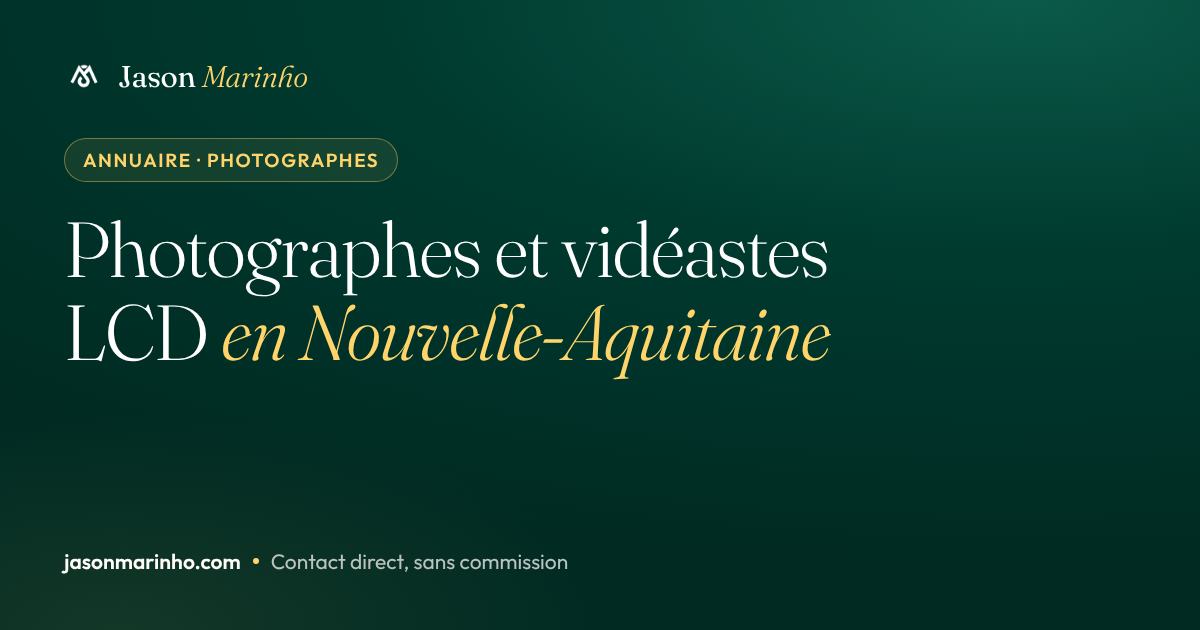 Jason Marinho
ANNUAIRE · PHOTOGRAPHES
Photographes et vidéastes
LCD en Nouvelle-Aquitaine
jasonmarinho.com • Contact direct, sans commission